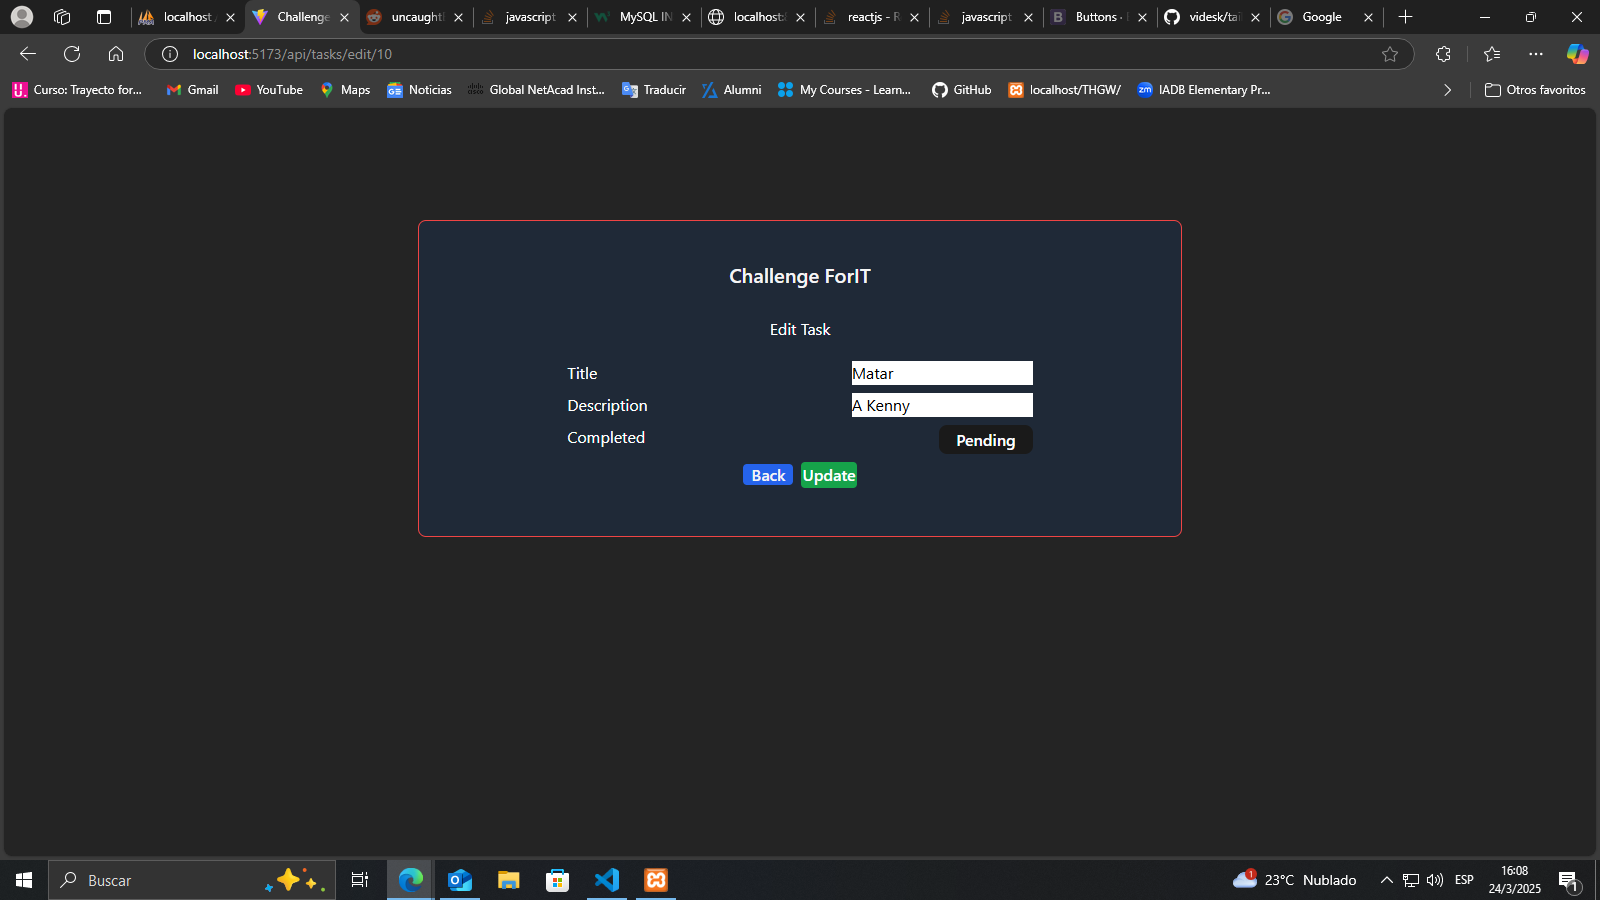 localhost
Challenge
uncaught
javascript
MySQL IN
localhost:
reactjs - R
javascript
Buttons ·
videsk/tai
Google
localhost:5173/api/tasks/edit/10
Curso: Trayecto for...
Gmail
YouTube
Maps
Noticias
Global NetAcad Inst...
Traducir
Alumni
My Courses - Learn...
GitHub
localhost/THGW/
IADB Elementary Pr...
Otros favoritos
Challenge ForIT
Edit Task
Title
Matar
Description
A Kenny
Completed
Pending
Back
Update
Buscar
1
23°C Nublado
ESP
16:08
24/3/2025
1